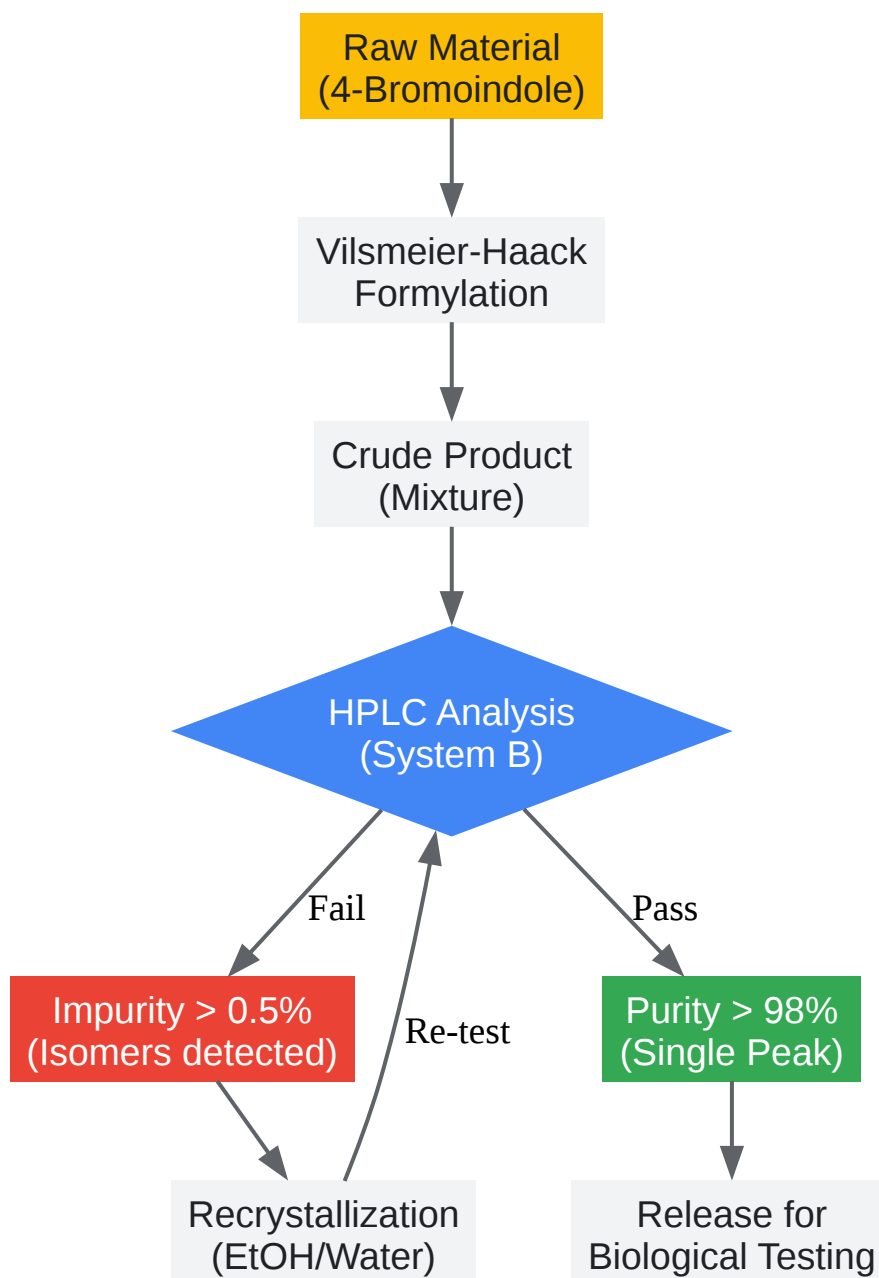 Raw Material
(4-Bromoindole)
Vilsmeier-Haack
Formylation
Crude Product
(Mixture)
HPLC Analysis
(System B)
Fail
Pass
Impurity > 0.5%
(Isomers detected)
Re-test
Purity > 98%
(Single Peak)
Recrystallization
(EtOH/Water)
Release for
Biological Testing